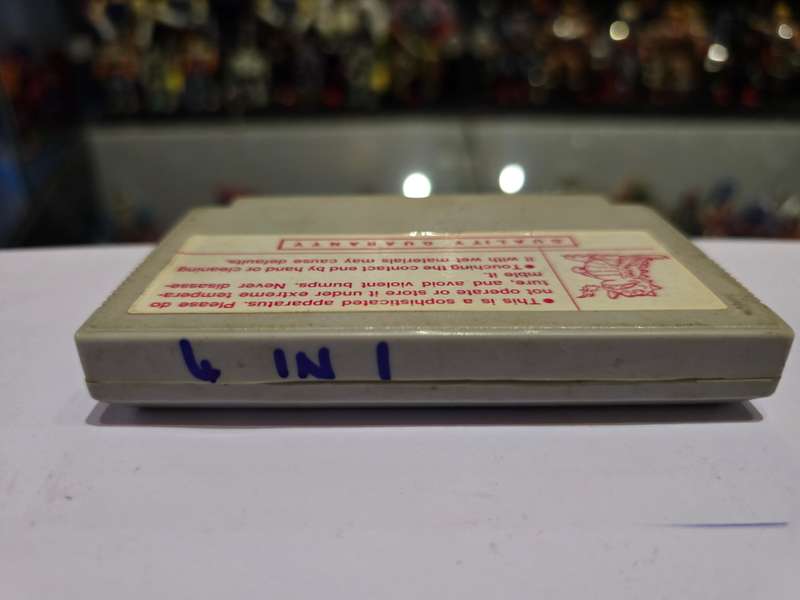 ●This is a sophisticated apparatus. Please do
not operate or store it under extreme tempera-
ture, and avoid violent bumps. Never disasse-
mble it.
●Touching the contact end by hand or cleaning
it with wet materials may cause defaults.
QUALITY GUARANTY
4 IN 1